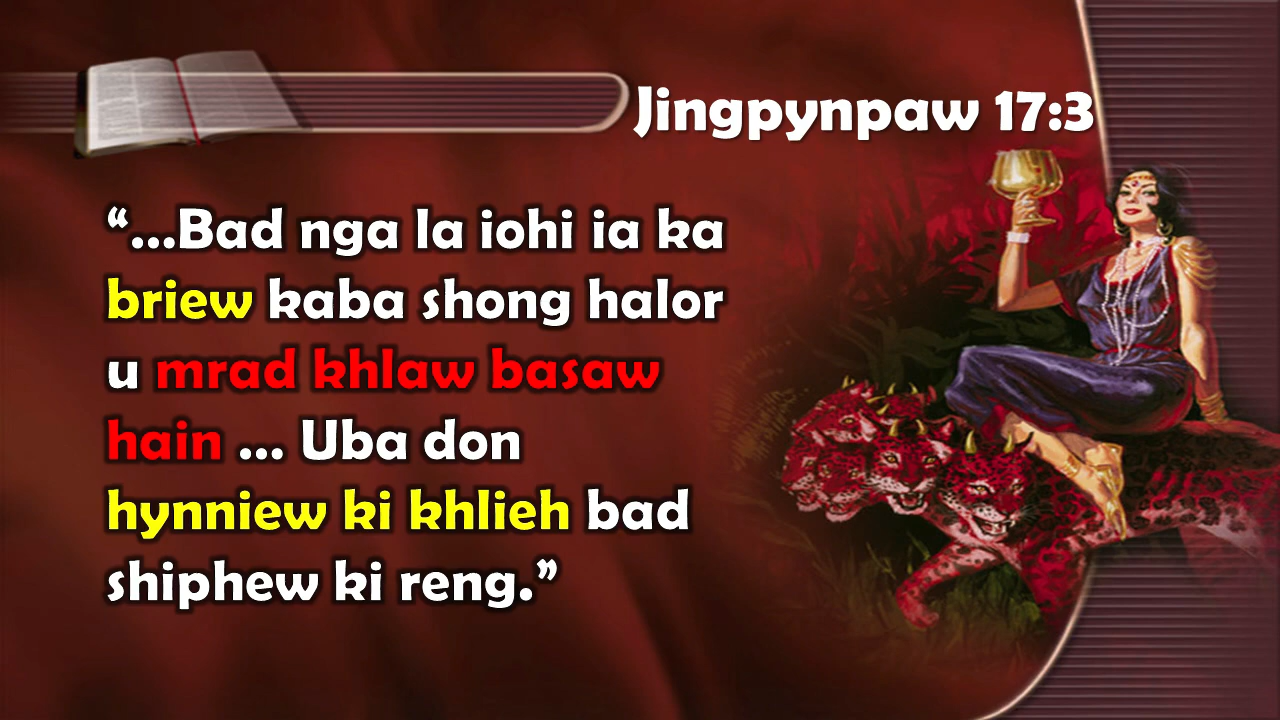 Jingpynpaw 17:3
“...Bad nga la iohi ia ka
briew kaba shong halor
u mrad khlaw basaw
hain ... Uba don
hynniew ki khlieh bad
shiphew ki reng.”